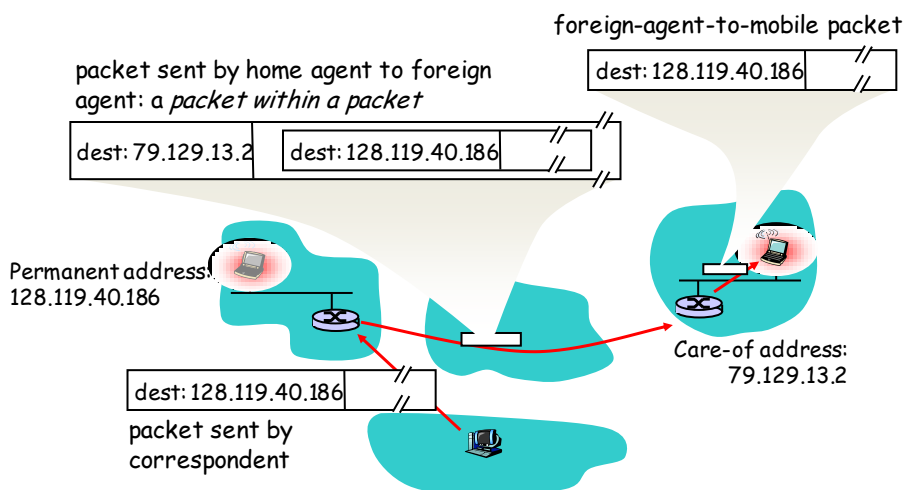 foreign-agent-to-mobile packet
dest: 128.119.40.186
packet sent by home agent to foreign
agent: a packet within a packet
dest: 79.129.13.2
dest: 128.119.40.186
Permanent address:
128.119.40.186
Care-of address:
79.129.13.2
dest: 128.119.40.186
packet sent by
correspondent